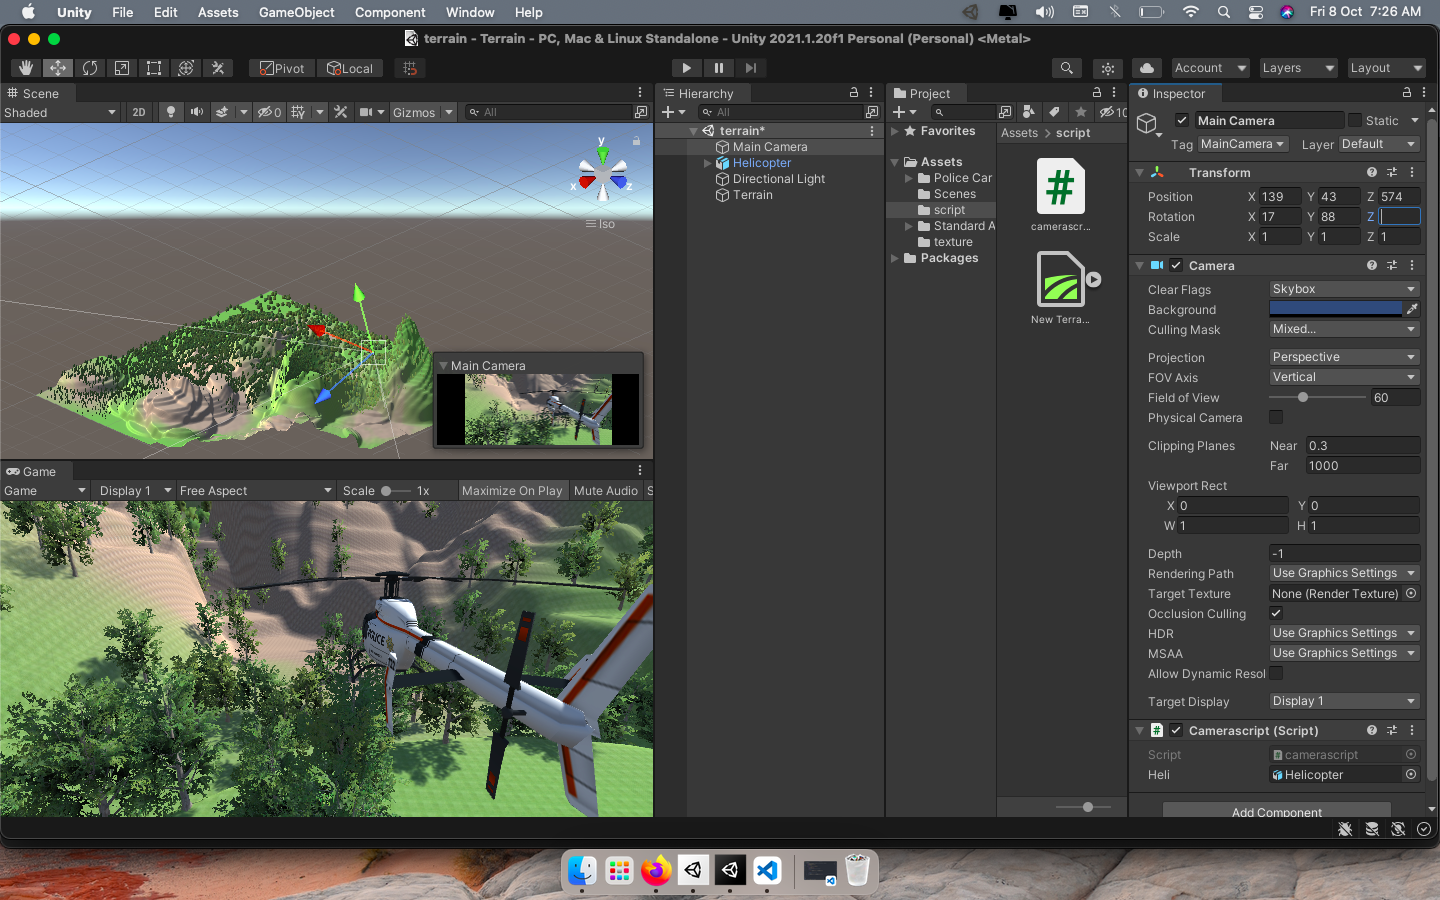 Unity File Edit Assets GameObject Component Window Help Fri 8 Oct 7:26 AM
terrain - Terrain - PC, Mac & Linux Standalone - Unity 2021.1.20f1 Personal (Personal) <Metal>
Pivot Local Account Layers Layout
Scene
Shaded 2D 0 Gizmos All
y
x
z
Iso
Main Camera
Game
Game Display 1 Free Aspect Scale 1x Maximize On Play Mute Audio S
POLICE
Hierarchy
All
terrain*
Main Camera
Helicopter
Directional Light
Terrain
Project
10
Favorites
Assets
Police Car
Scenes
script
Standard A
texture
Packages
Assets > script
#
camerascr...
New Terra...
Inspector
Main Camera Static
Tag MainCamera Layer Default
Transform
Position X 139 Y 43 Z 574
Rotation X 17 Y 88 Z
Scale X 1 Y 1 Z 1
Camera
Clear Flags Skybox
Background
Culling Mask Mixed...
Projection Perspective
FOV Axis Vertical
Field of View 60
Physical Camera
Clipping Planes Near 0.3
Far 1000
Viewport Rect
X 0 Y 0
W 1 H 1
Depth -1
Rendering Path Use Graphics Settings
Target Texture None (Render Texture)
Occlusion Culling
HDR Use Graphics Settings
MSAA Use Graphics Settings
Allow Dynamic Resol
Target Display Display 1
# Camerascript (Script)
Script # camerascript
Heli Helicopter
Add Component